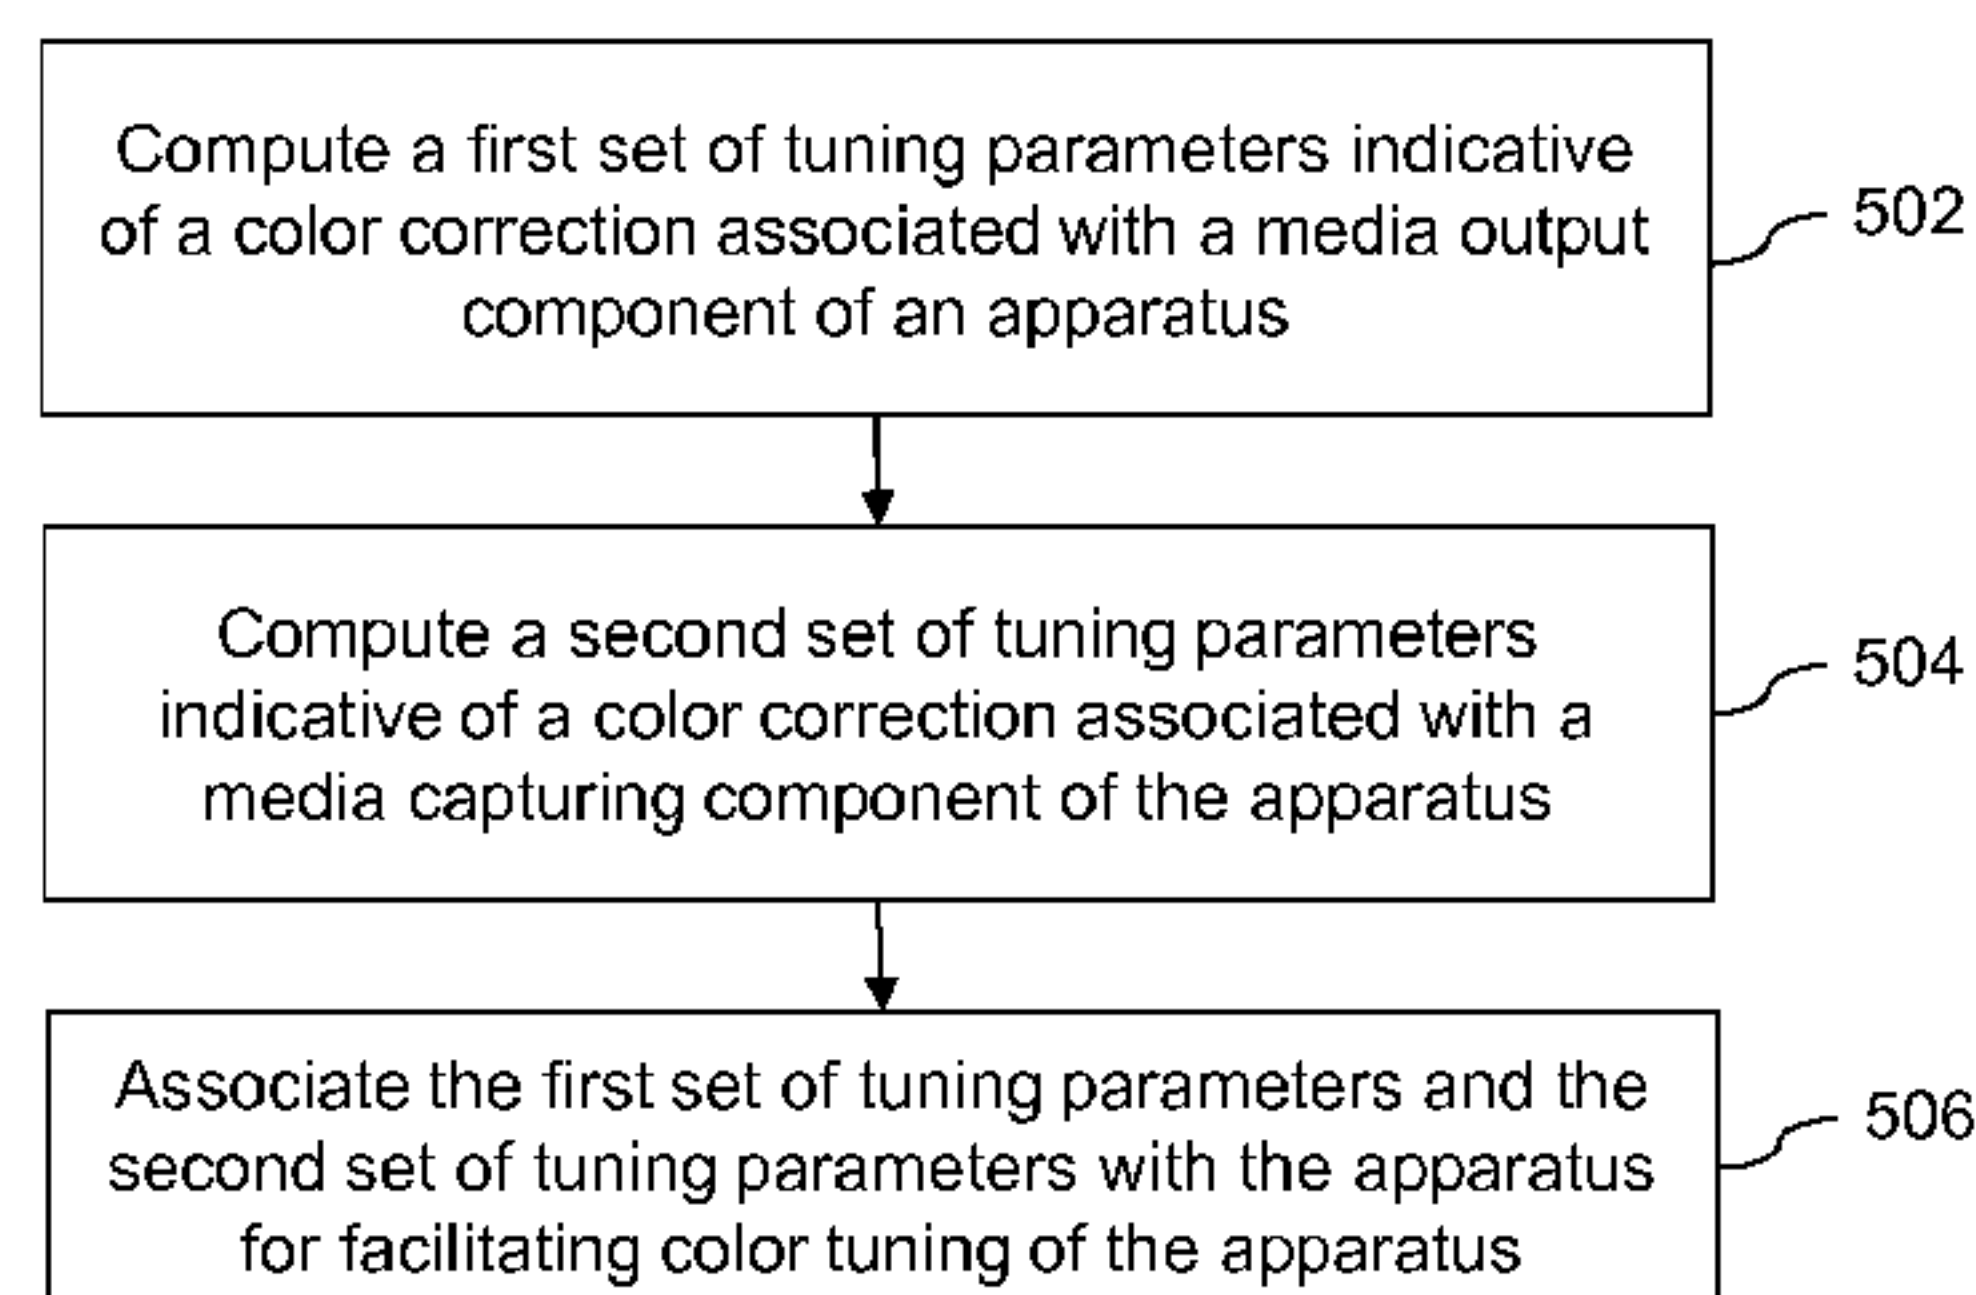 Compute a first set of tuning parameters indicative
of a color correction associated with a media output
component of an apparatus
502
Compute a second set of tuning parameters
indicative of a color correction associated with a
media capturing component of the apparatus
504
Associate the first set of tuning parameters and the
second set of tuning parameters with the apparatus
for facilitating color tuning of the apparatus
506